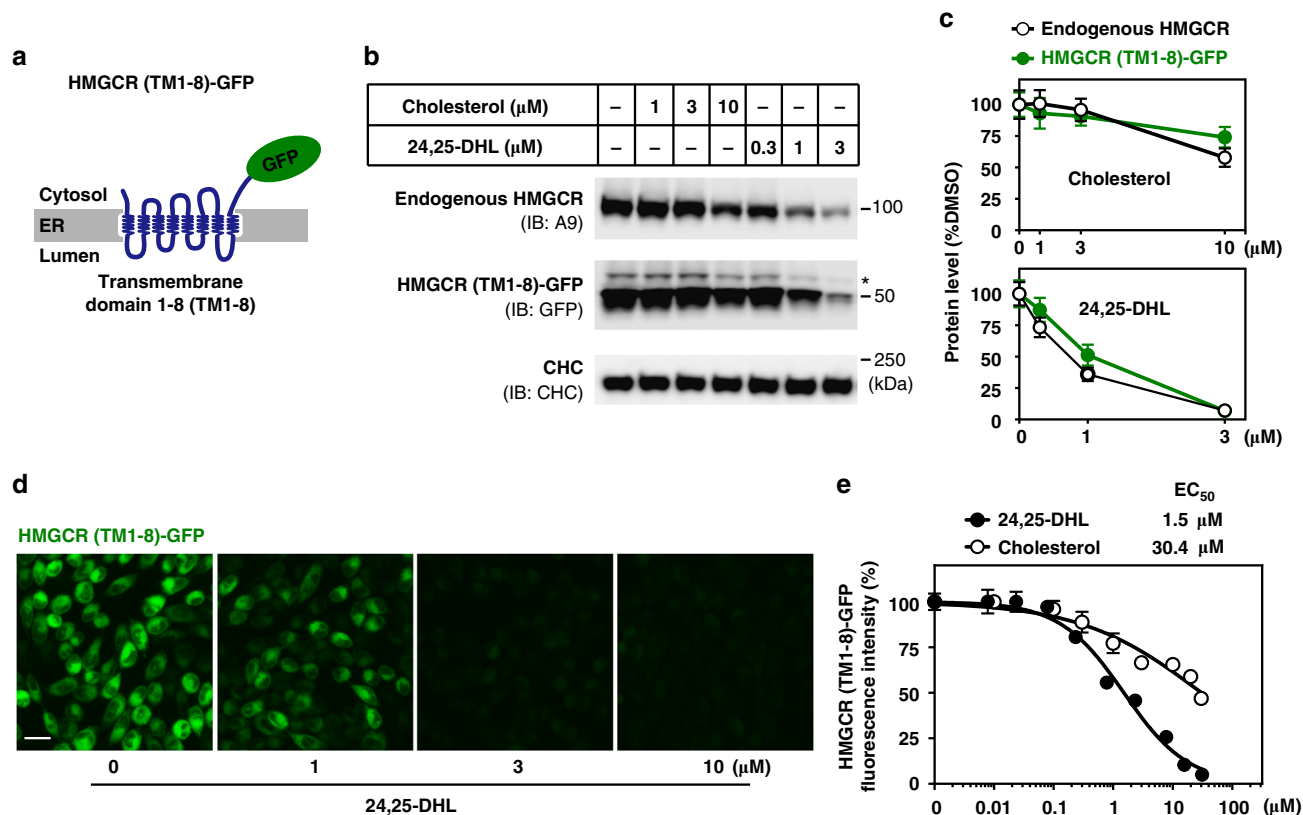 a
HMGCR (TM1-8)-GFP
GFP
Cytosol
ER
Lumen
Transmembrane
domain 1-8 (TM1-8)
b
Cholesterol (μM) – 1 3 10 – – –
24,25-DHL (μM) – – – – 0.3 1 3
Endogenous HMGCR
(IB: A9)
–100
HMGCR (TM1-8)-GFP
(IB: GFP)
*
–50
CHC
(IB: CHC)
–250
(kDa)
c
Endogenous HMGCR
HMGCR (TM1-8)-GFP
Protein level (%DMSO)
100
75
50
25
0
Cholesterol
0 1 3 10 (μM)
100
75
50
25
0
24,25-DHL
0 1 3 (μM)
d
HMGCR (TM1-8)-GFP
0 1 3 10 (μM)
24,25-DHL
e
EC50
24,25-DHL 1.5 μM
Cholesterol 30.4 μM
HMGCR (TM1-8)-GFP
fluorescence intensity (%)
100
75
50
25
0
0 0.01 0.1 1 10 100 (μM)